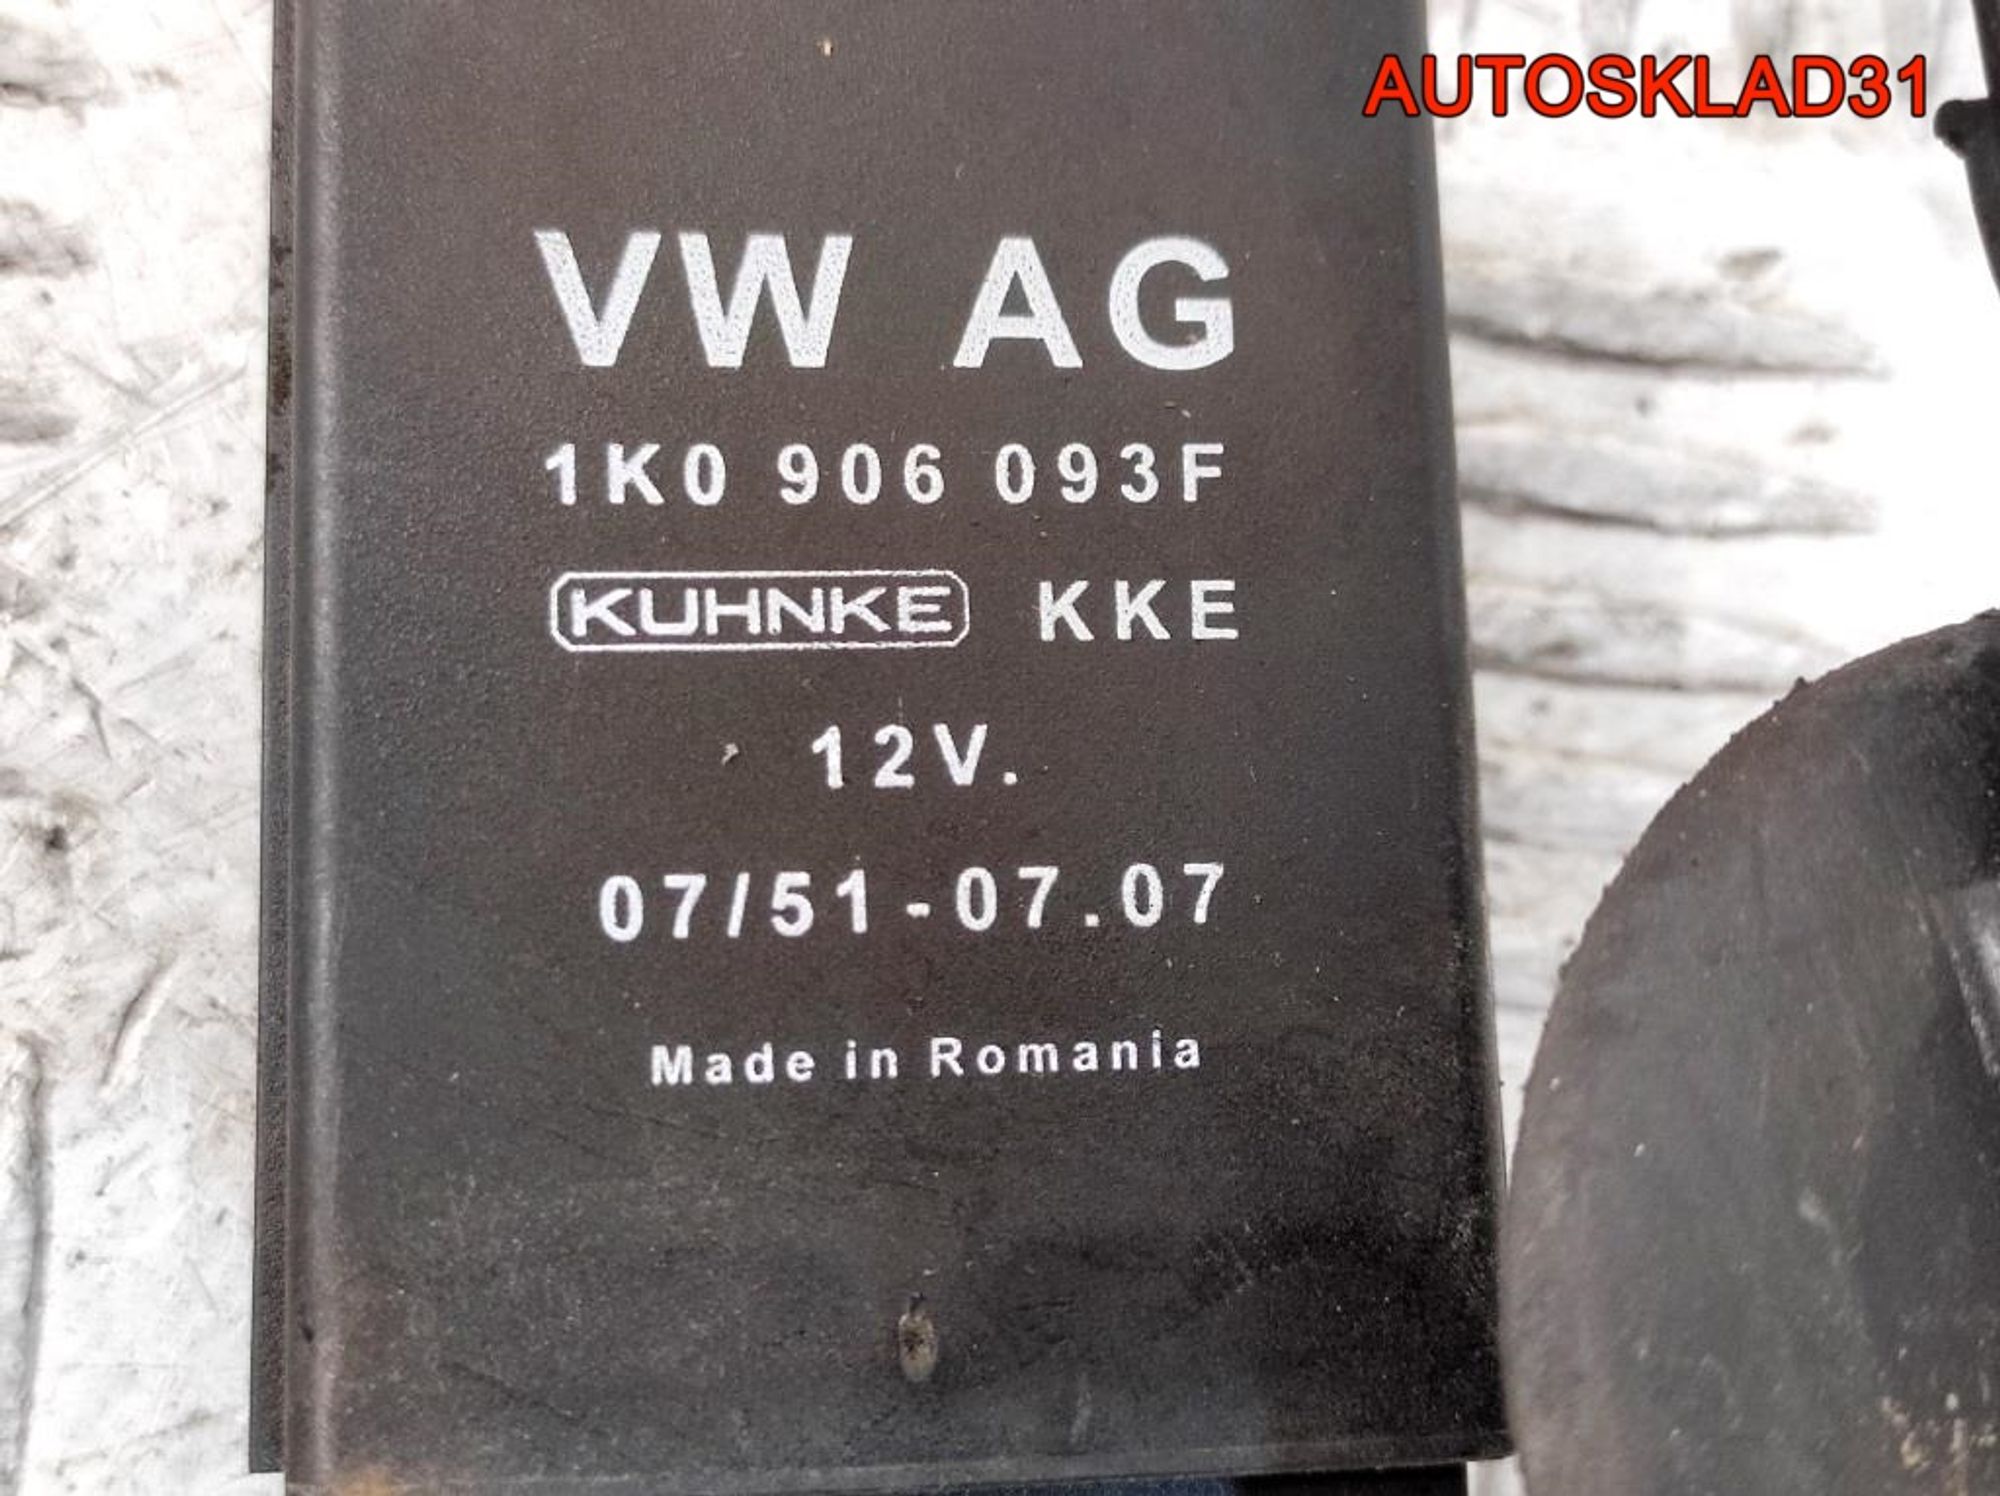 AUTOSKLAD31
VW AG
1K0 906 093F
KUHNKE KKE
12V.
07/51-07.07
Made in Romania